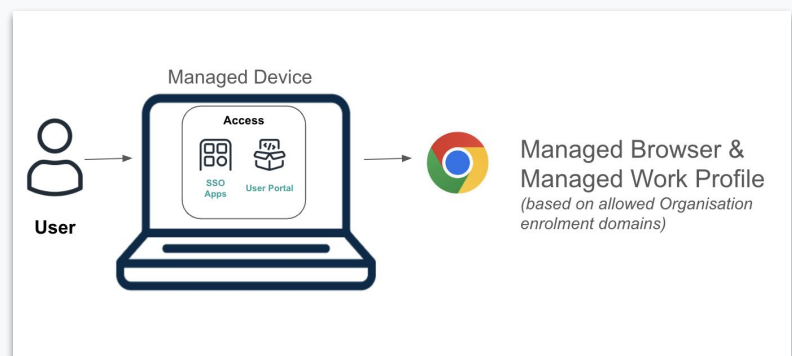 Managed Device
Access
SSO
Apps
User Portal
User
Managed Browser &
Managed Work Profile
(based on allowed Organisation
enrolment domains)